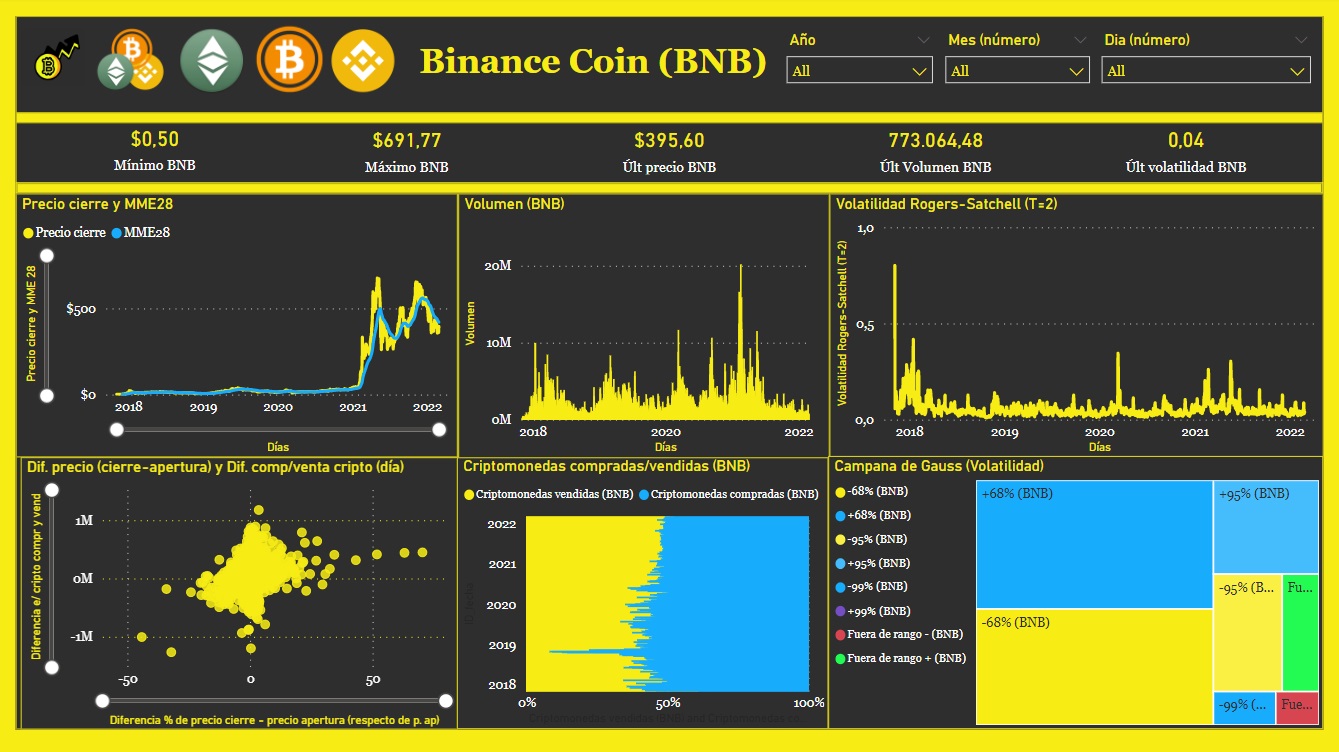 Binance Coin (BNB)
Año
Mes (número)
Dia (número)
All
All
All
$0,50
$691,77
$395,60
773.064,48
0,04
Mínimo BNB
Máximo BNB
Últ precio BNB
Últ Volumen BNB
Últ volatilidad BNB
Precio cierre y MME28
Precio cierre
MME28
Precio cierre y MME 28
$500
$0
2018
2019
2020
2021
2022
Días
Volumen (BNB)
Volumen
20M
10M
0M
2018
2020
2022
Días
Volatilidad Rogers-Satchell (T=2)
Volatilidad Rogers-Satchell (T=2)
1,0
0,5
0,0
2018
2019
2020
2021
2022
Días
Dif. precio (cierre-apertura) y Dif. comp/venta cripto (día)
Diferencia e/ cripto compr y vend
1M
0M
-1M
-50
0
50
Diferencia % de precio cierre - precio apertura (respecto de p. ap)
Criptomonedas compradas/vendidas (BNB)
Criptomonedas vendidas (BNB)
Criptomonedas compradas (BNB)
2022
2021
2020
2019
2018
0%
50%
100%
Campana de Gauss (Volatilidad)
-68% (BNB)
+68% (BNB)
-95% (BNB)
+95% (BNB)
-99% (BNB)
+99% (BNB)
Fuera de rango - (BNB)
Fuera de rango + (BNB)
+68% (BNB)
+95% (BNB)
-68% (BNB)
-95% (B...
Fu...
-99% (...
Fue...